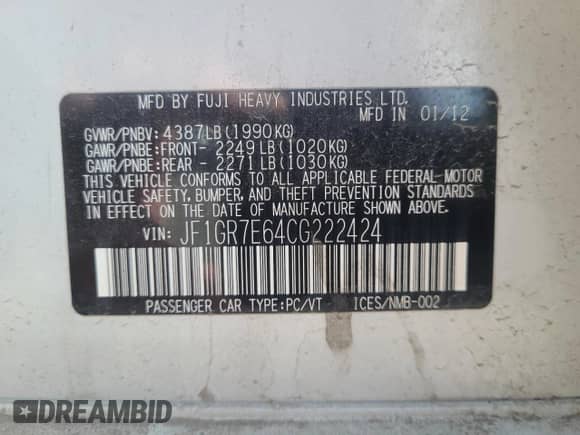 MFD BY FUJI HEAVY INDUSTRIES LTD.
MFD IN 01/12
GVWR/PNBV: 4387LB(1990KG)
GAWR/PNBE:FRONT- 2249LB(1020KG)
GAWR/PNBE:REAR - 2271LB(1030KG)
THIS VEHICLE CONFORMS TO ALL APPLICABLE FEDERAL MOTOR
VEHICLE SAFETY, BUMPER, AND THEFT PREVENTION STANDARDS
IN EFFECT ON THE DATE OF MANUFACTURE SHOWN ABOVE.
VIN: JF1GR7E64CG222424
PASSENGER CAR TYPE:PC/VT ICES/NMB-002
DREAMBID